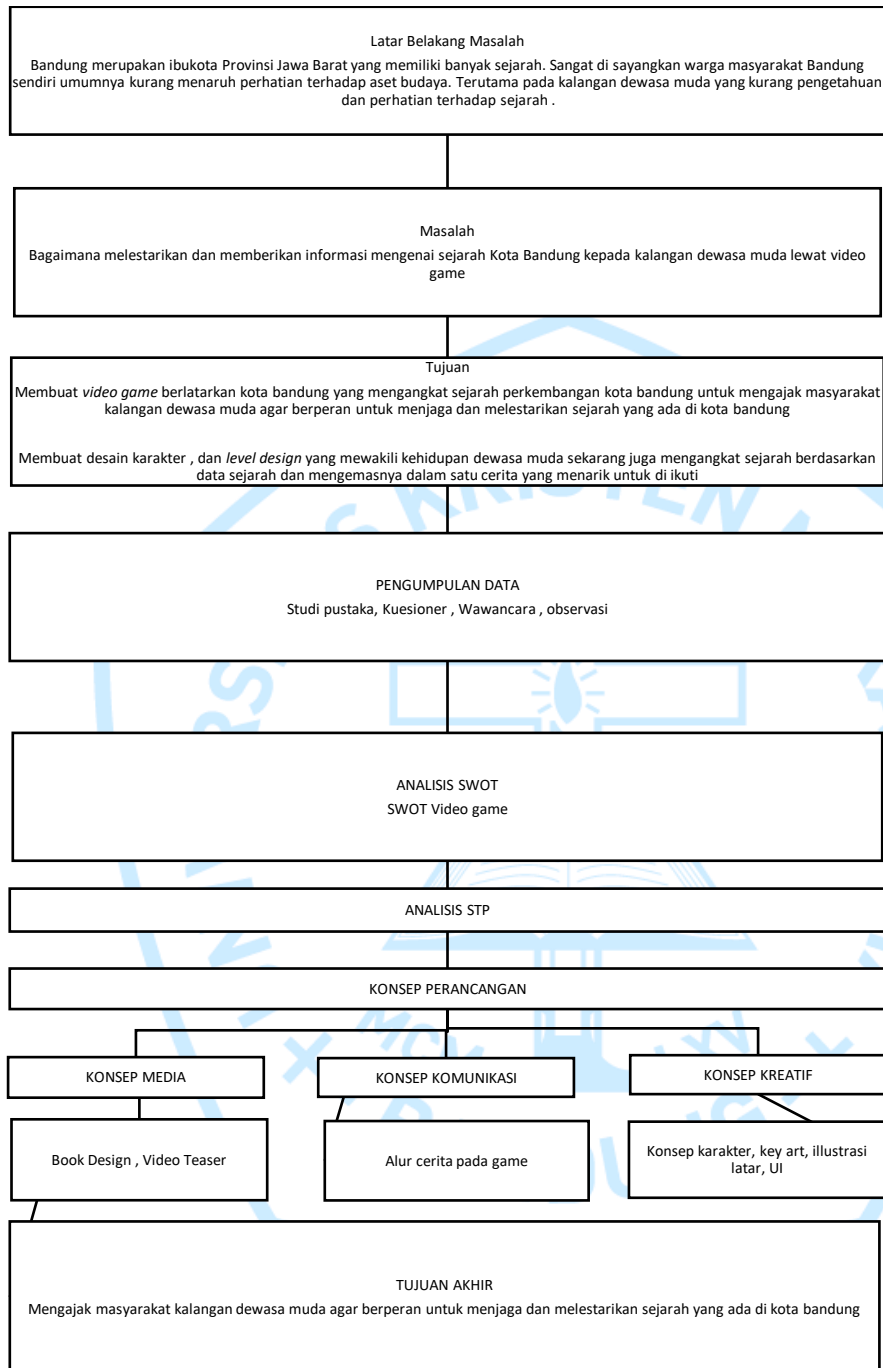 Latar Belakang Masalah
Bandung merupakan ibukota Provinsi Jawa Barat yang memiliki banyak sejarah. Sangat di sayangkan warga masyarakat Bandung
sendiri umumnya kurang menaruh perhatian terhadap aset budaya. Terutama pada kalangan dewasa muda yang kurang pengetahuan
dan perhatian terhadap sejarah .
Masalah
Bagaimana melestarikan dan memberikan informasi mengenai sejarah Kota Bandung kepada kalangan dewasa muda lewat video
game
Tujuan
Membuat video game berlatarkan kota bandung yang mengangkat sejarah perkembangan kota bandung untuk mengajak masyarakat
kalangan dewasa muda agar berperan untuk menjaga dan melestarikan sejarah yang ada di kota bandung
Membuat desain karakter , dan level design yang mewakili kehidupan dewasa muda sekarang juga mengangkat sejarah berdasarkan
data sejarah dan mengemasnya dalam satu cerita yang menarik untuk di ikuti
PENGUMPULAN DATA
Studi pustaka, Kuesioner , Wawancara , observasi
ANALISIS SWOT
SWOT Video game
ANALISIS STP
KONSEP PERANCANGAN
KONSEP MEDIA
KONSEP KOMUNIKASI
KONSEP KREATIF
Book Design , Video Teaser
Alur cerita pada game
Konsep karakter, key art, illustrasi
latar, UI
TUJUAN AKHIR
Mengajak masyarakat kalangan dewasa muda agar berperan untuk menjaga dan melestarikan sejarah yang ada di kota bandung